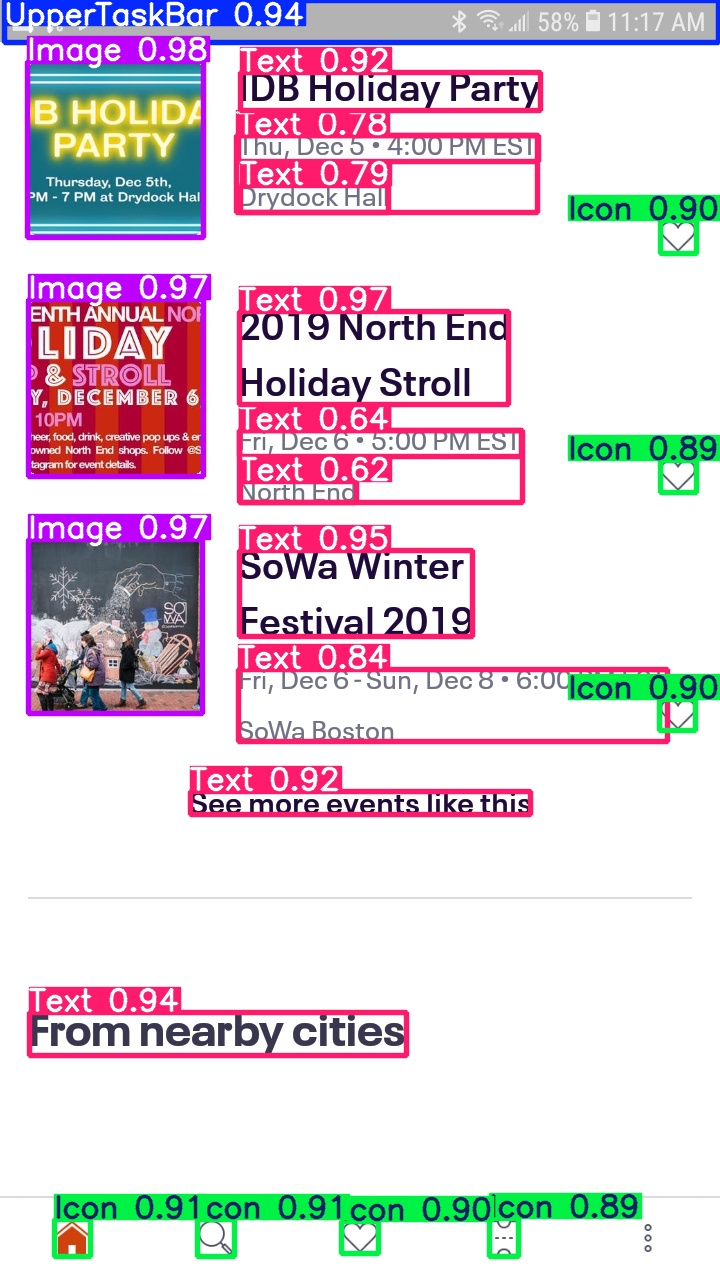 UpperTaskBar 0.94
58% 11:17 AM
Image 0.98
B HOLIDA
PARTY
Thursday, Dec 5th,
PM - 7 PM at Drydock Hal
Text 0.92
IDB Holiday Party
Text 0.78
Thu, Dec 5 • 4:00 PM EST
Text 0.79
Drydock Hall
Icon 0.90
Image 0.97
ENTH ANNUAL NOR
LIDAY
P & STROLL
Y, DECEMBER 6
10PM
heer, food, drink, creative pop ups & er
owned North End shops. Follow @S
stagram for event details.
Text 0.97
2019 North End
Holiday Stroll
Text 0.64
Fri, Dec 6 • 5:00 PM EST
Text 0.62
North End
Icon 0.89
Image 0.97
SO
WA
Text 0.95
SoWa Winter
Festival 2019
Text 0.84
Fri, Dec 6 - Sun, Dec 8 • 6:00
Icon 0.90
SoWa Boston
Text 0.92
See more events like this
Text 0.94
From nearby cities
Icon 0.91 con 0.91 con 0.90 Icon 0.89